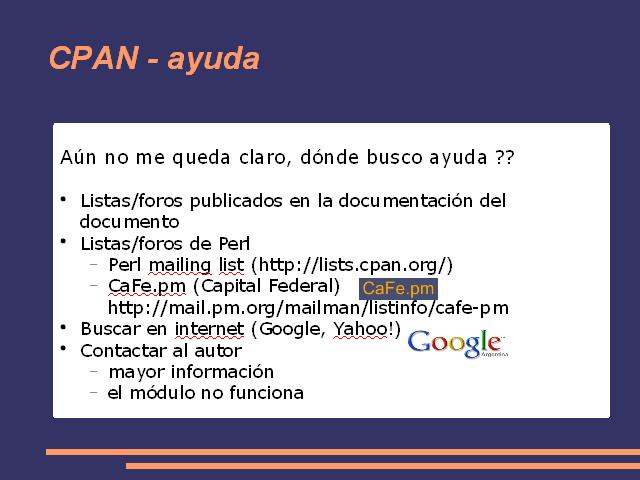 CPAN - ayuda
Aún no me queda claro, dónde busco ayuda ??
• Listas/foros publicados en la documentación del
documento
• Listas/foros de Perl
– Perl mailing list (http://lists.cpan.org/)
– CaFe.pm (Capital Federal) CaFe.pm
http://mail.pm.org/mailman/listinfo/cafe-pm
• Buscar en internet (Google, Yahoo!)
Google
Argentina
• Contactar al autor
– mayor información
– el módulo no funciona